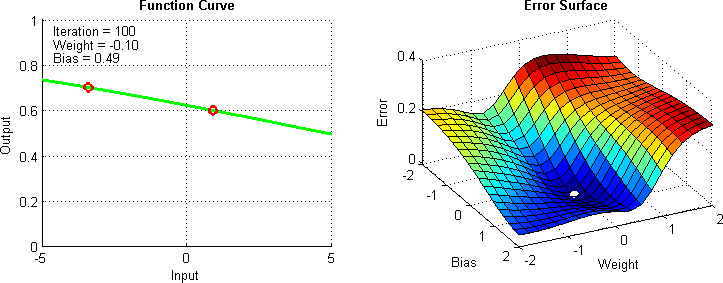 Function Curve
Iteration = 100
Weight = -0.10
Bias = 0.49
1
0.8
0.6
0.4
0.2
0
-5
0
5
Output
Input
Error Surface
0.4
0.2
0
Error
-2
-1
0
1
2
Bias
-2
-1
0
1
2
Weight